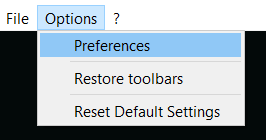 File Options ?
Preferences
Restore toolbars
Reset Default Settings